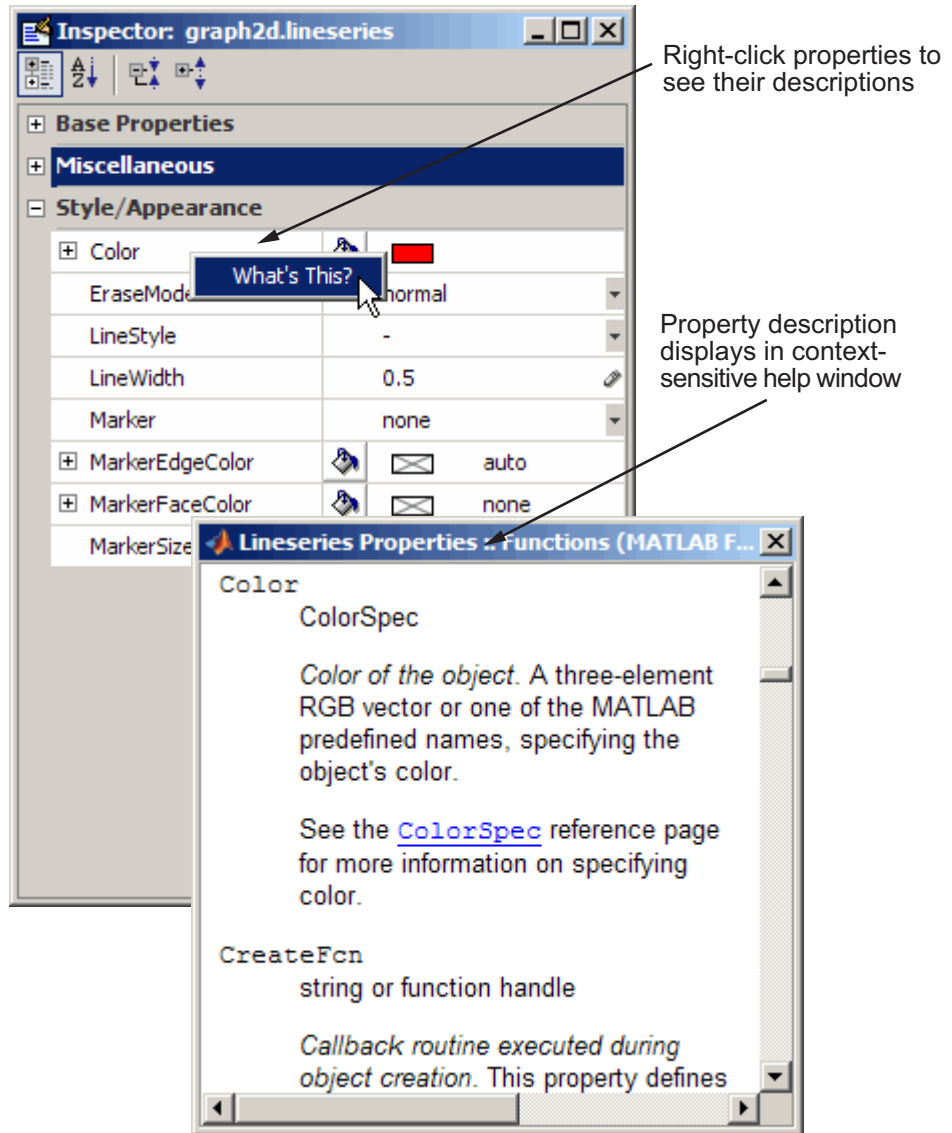 Inspector: graph2d.lineseries
Right-click properties to
see their descriptions
Base Properties
Miscellaneous
Style/Appearance
Color
What's This?
EraseMode normal
LineStyle -
LineWidth 0.5
Marker none
MarkerEdgeColor auto
MarkerFaceColor none
MarkerSize
Property description
displays in context-
sensitive help window
Lineseries Properties :: Functions (MATLAB F...
Color
ColorSpec
Color of the object. A three-element
RGB vector or one of the MATLAB
predefined names, specifying the
object's color.
See the ColorSpec reference page
for more information on specifying
color.
CreateFcn
string or function handle
Callback routine executed during
object creation. This property defines